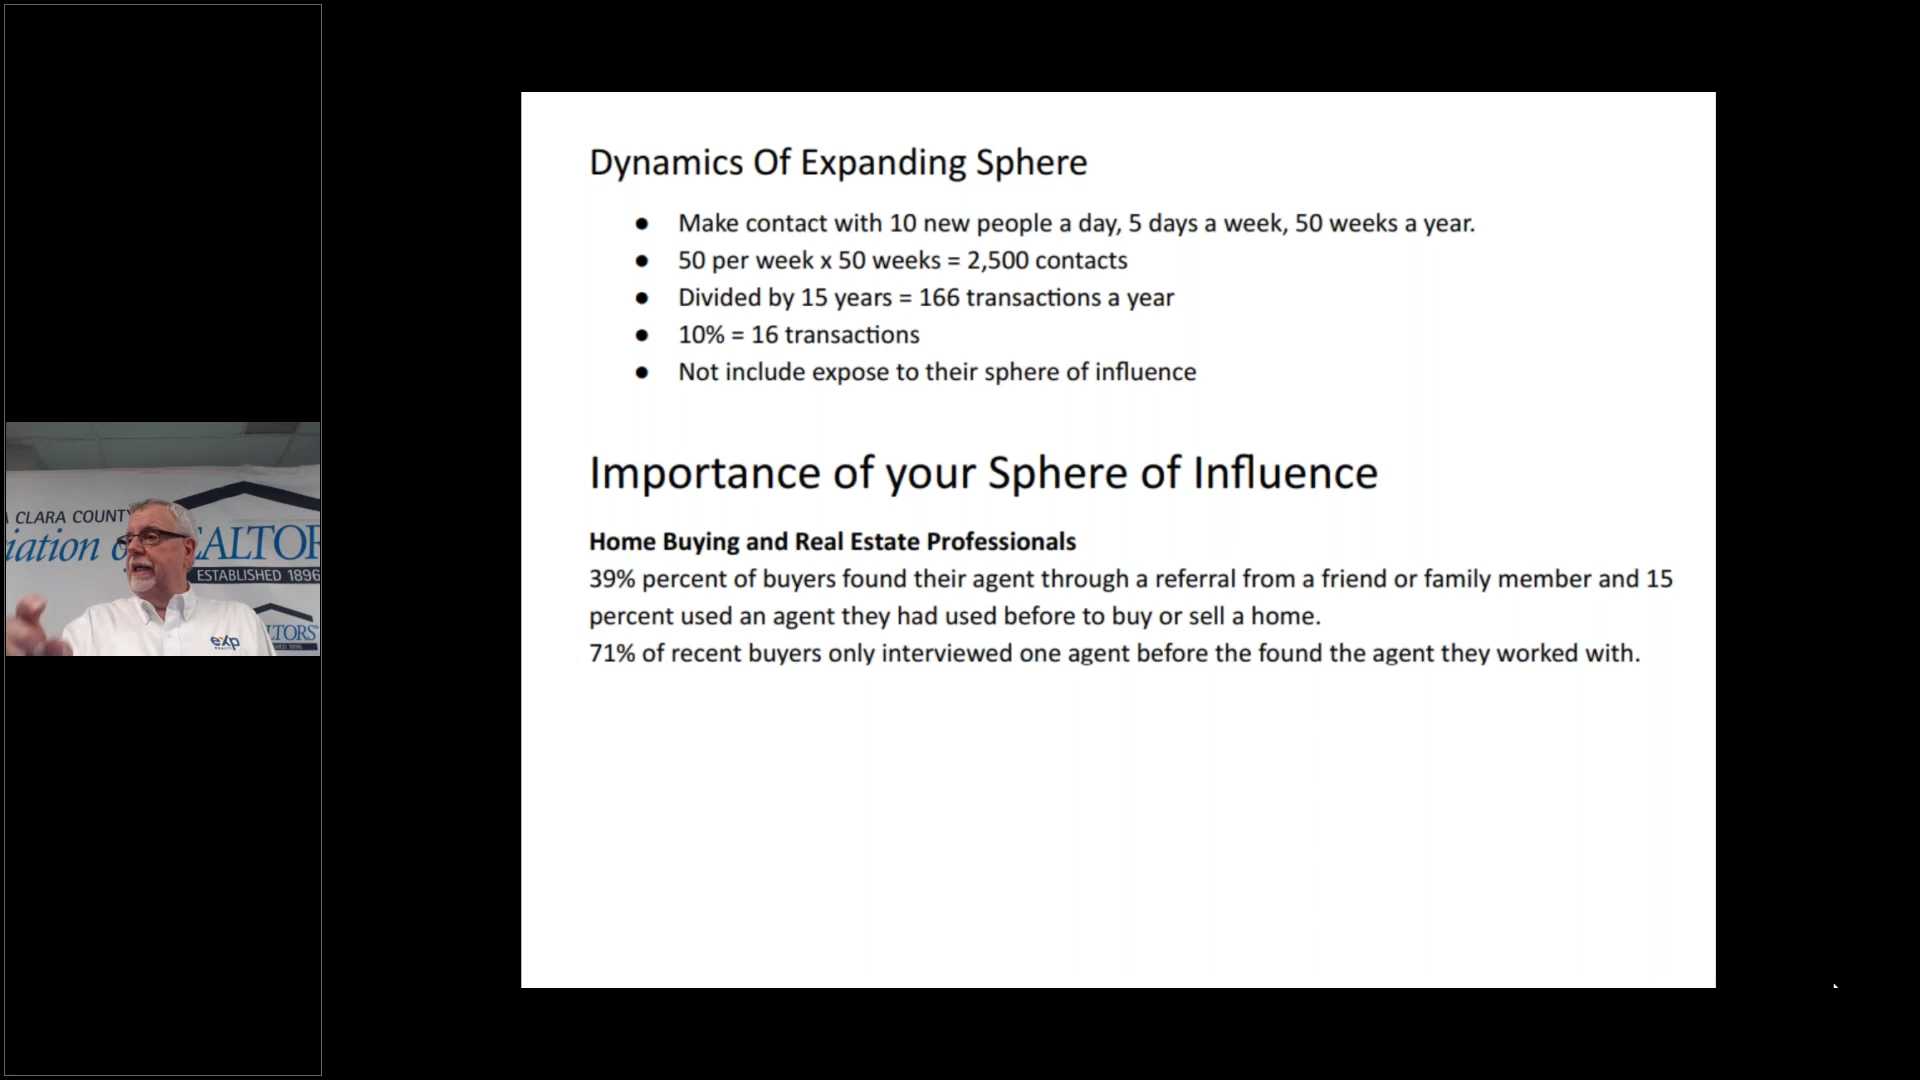 Dynamics Of Expanding Sphere
● Make contact with 10 new people a day, 5 days a week, 50 weeks a year.
● 50 per week x 50 weeks = 2,500 contacts
● Divided by 15 years = 166 transactions a year
● 10% = 16 transactions
● Not include expose to their sphere of influence
Importance of your Sphere of Influence
Home Buying and Real Estate Professionals
39% percent of buyers found their agent through a referral from a friend or family member and 15
percent used an agent they had used before to buy or sell a home.
71% of recent buyers only interviewed one agent before the found the agent they worked with.
CLARA COUNTY
iation of EALTOR
ESTABLISHED 1896
LTORS
exp